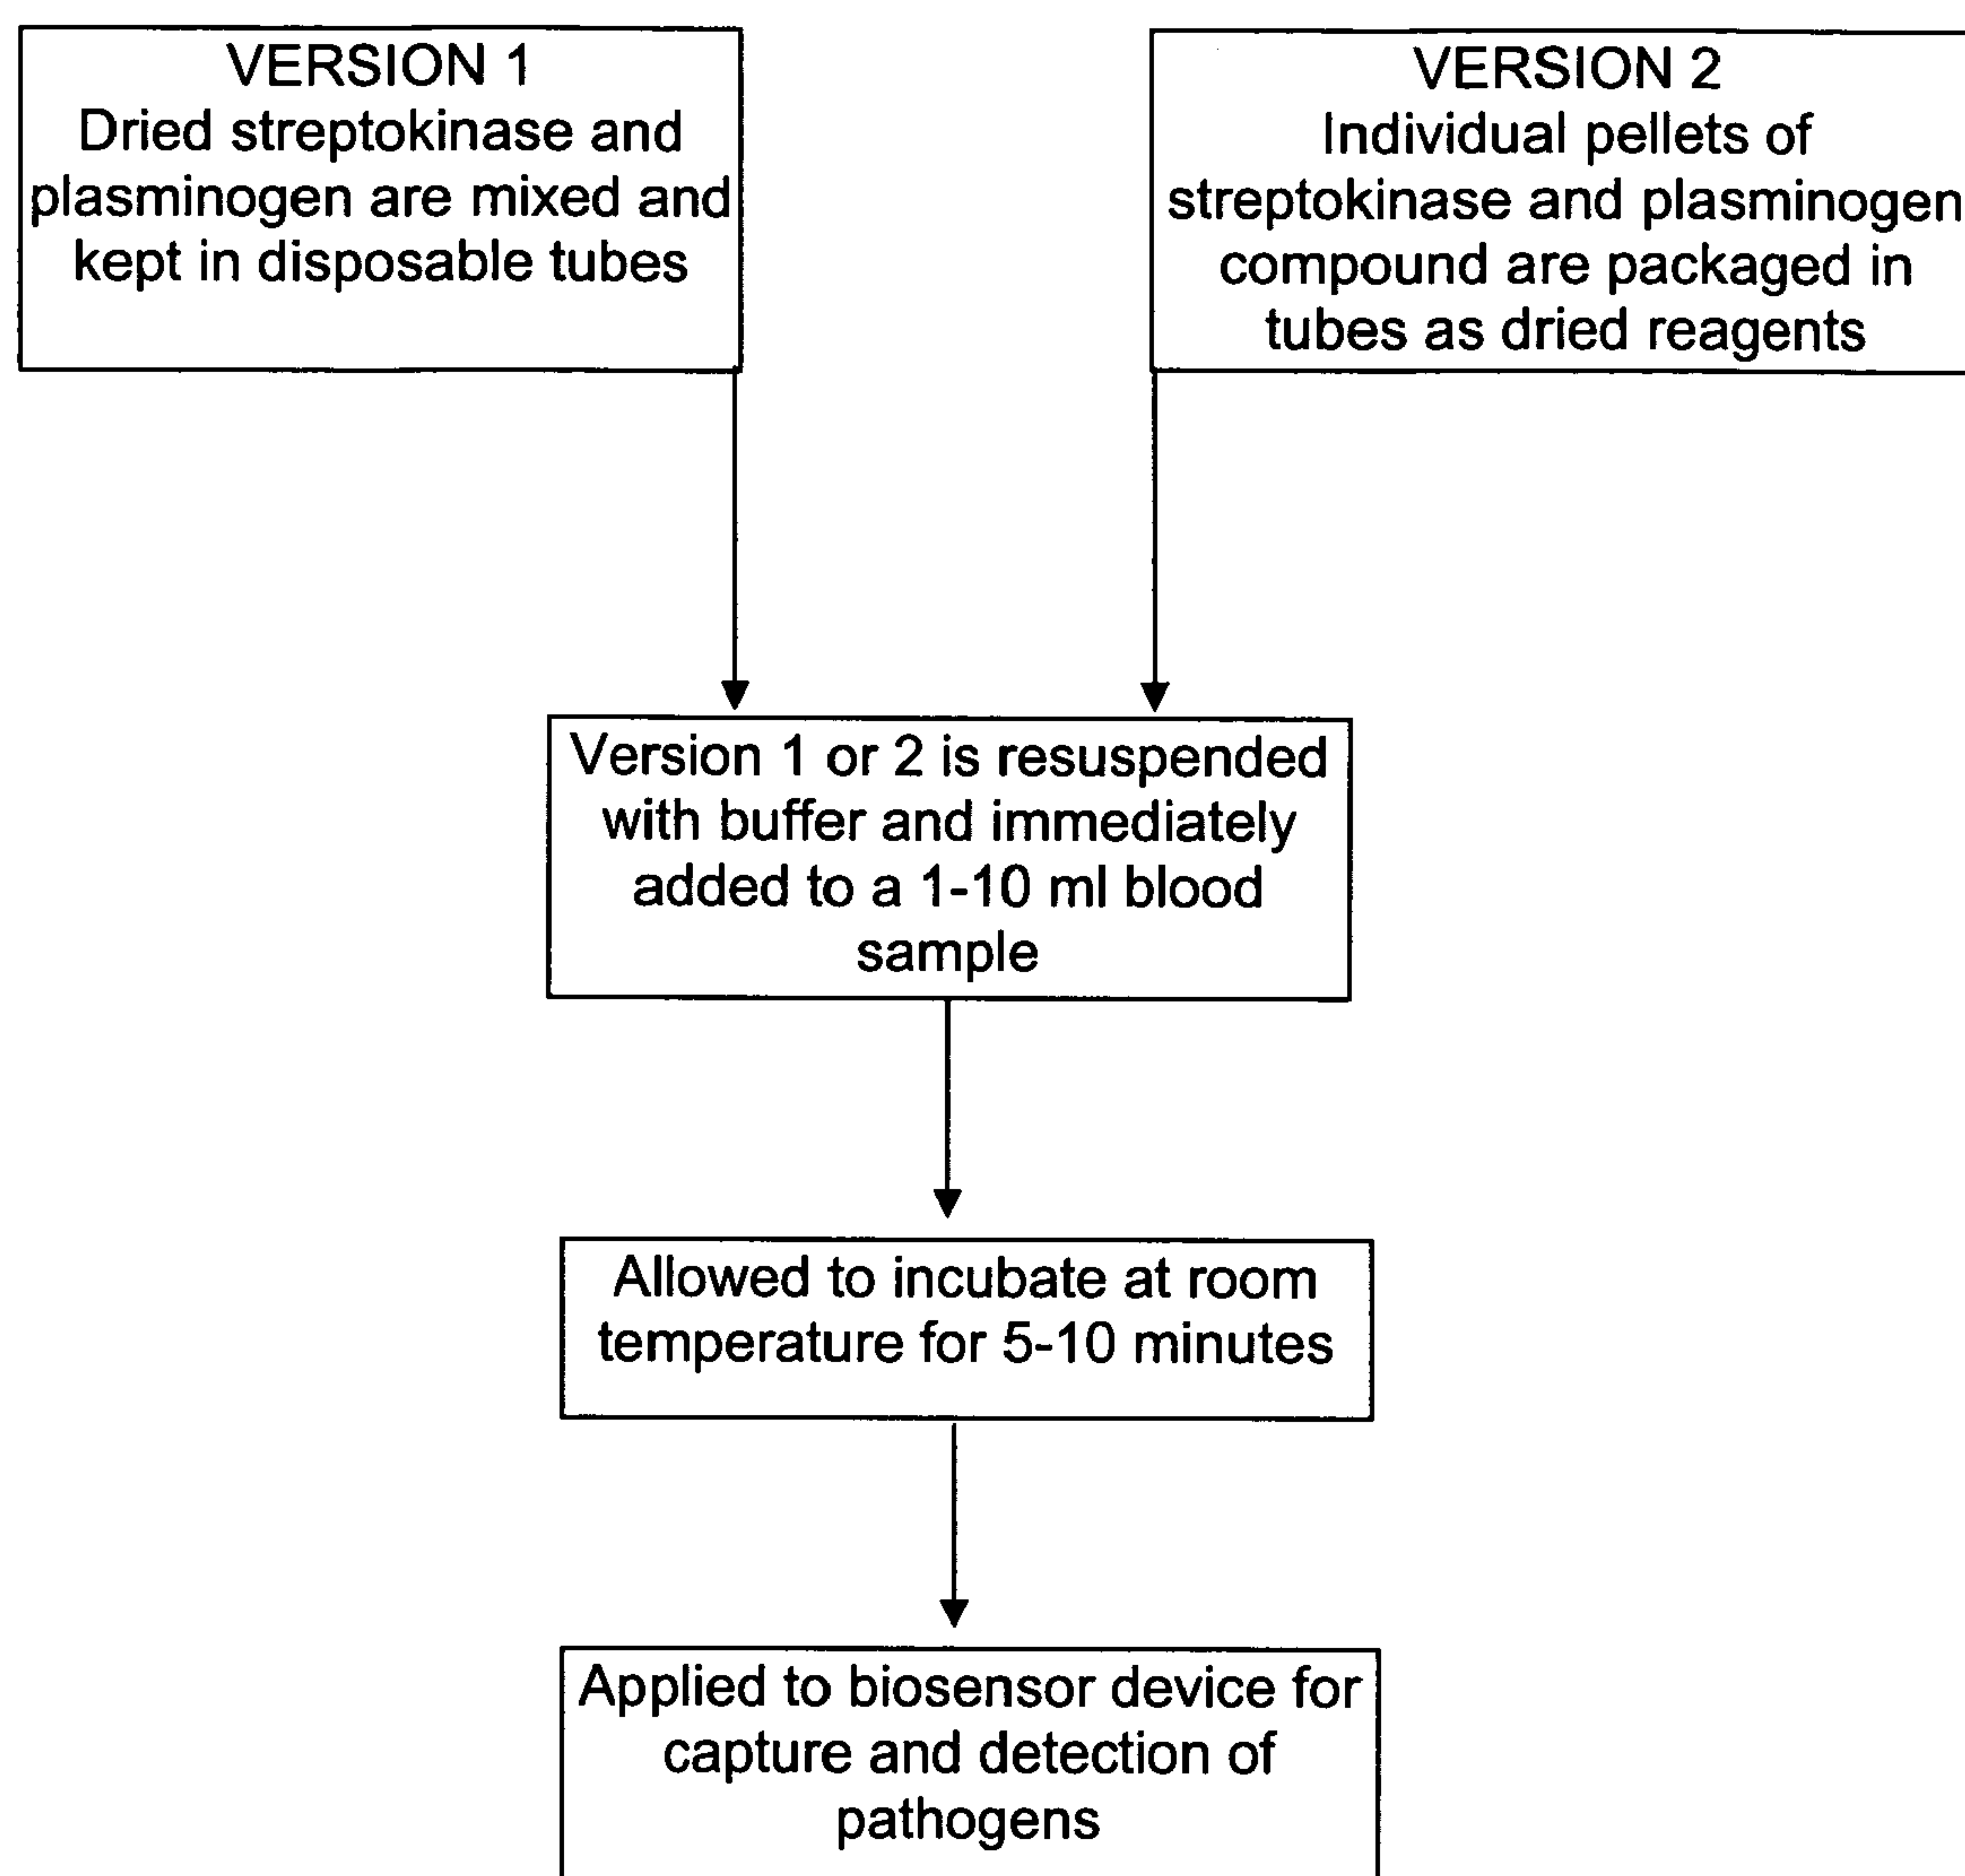 VERSION 1
Dried streptokinase and
plasminogen are mixed and
kept in disposable tubes
VERSION 2
Individual pellets of
streptokinase and plasminogen
compound are packaged in
tubes as dried reagents
Version 1 or 2 is resuspended
with buffer and immediately
added to a 1-10 ml blood
sample
Allowed to incubate at room
temperature for 5-10 minutes
Applied to biosensor device for
capture and detection of
pathogens